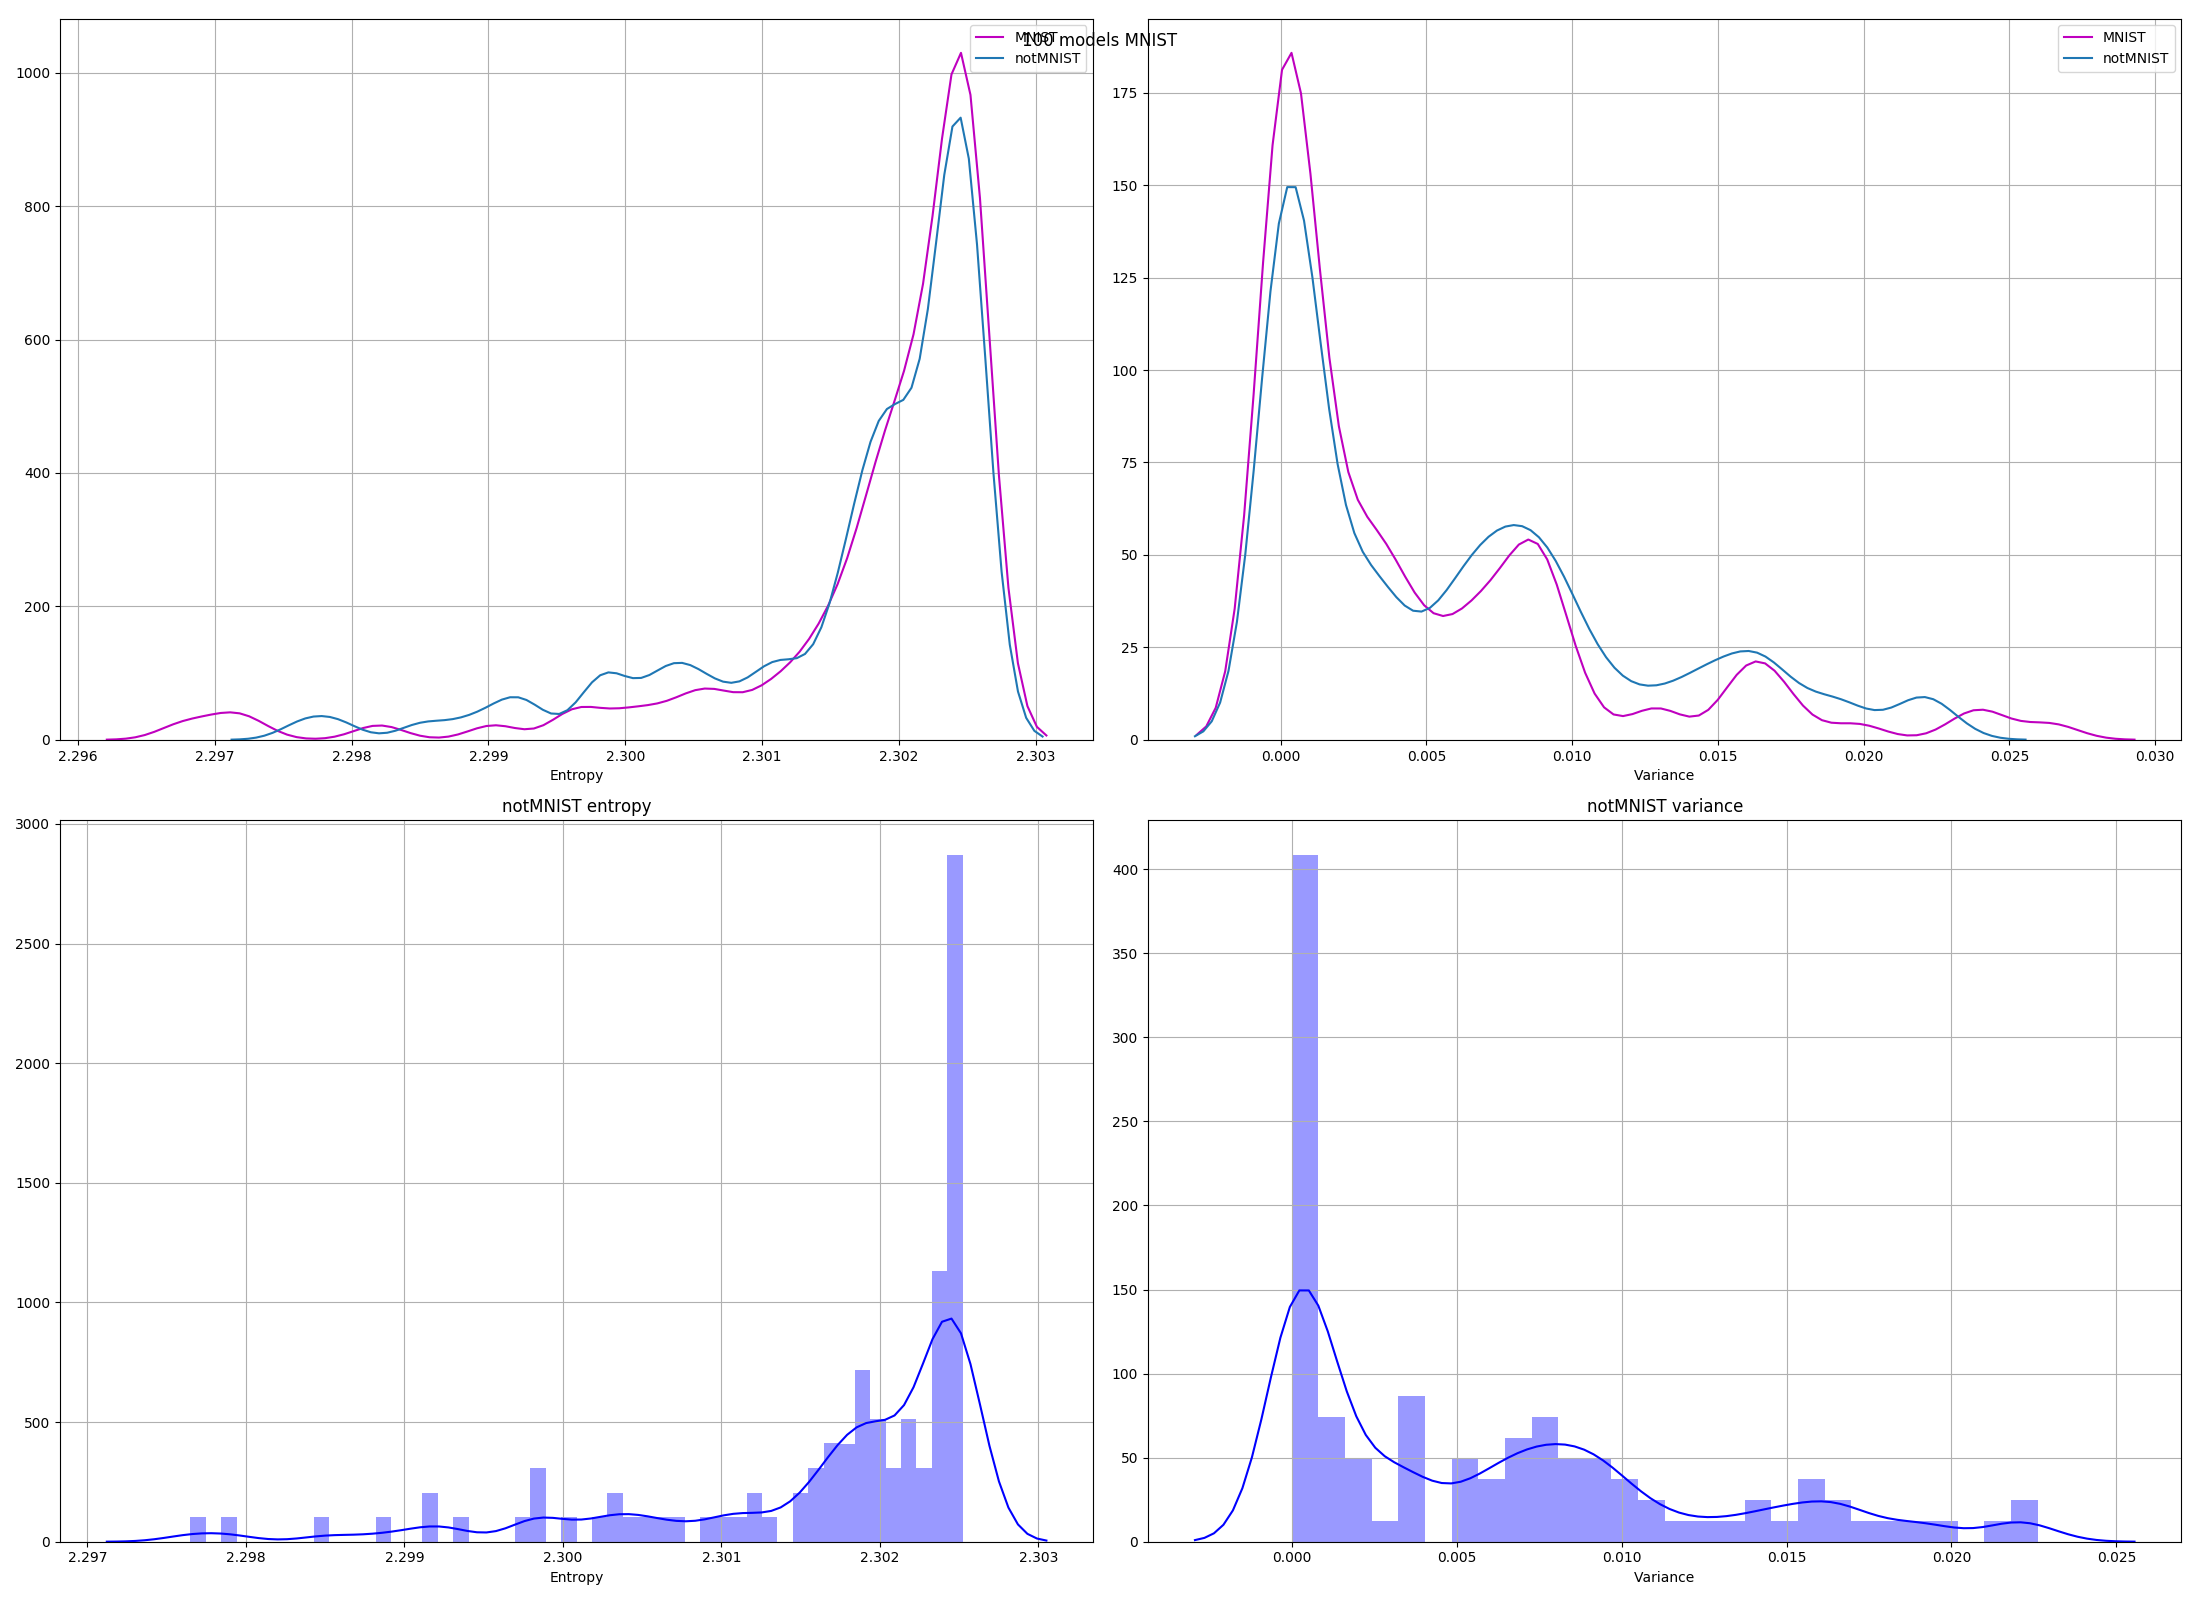 100 models MNIST
MNIST
notMNIST
1000
800
600
400
200
0
2.296 2.297 2.298 2.299 2.300 2.301 2.302 2.303
Entropy
MNIST
notMNIST
175
150
125
100
75
50
25
0
0.000 0.005 0.010 0.015 0.020 0.025 0.030
Variance
notMNIST entropy
3000
2500
2000
1500
1000
500
0
2.297 2.298 2.299 2.300 2.301 2.302 2.303
Entropy
notMNIST variance
400
350
300
250
200
150
100
50
0
0.000 0.005 0.010 0.015 0.020 0.025
Variance